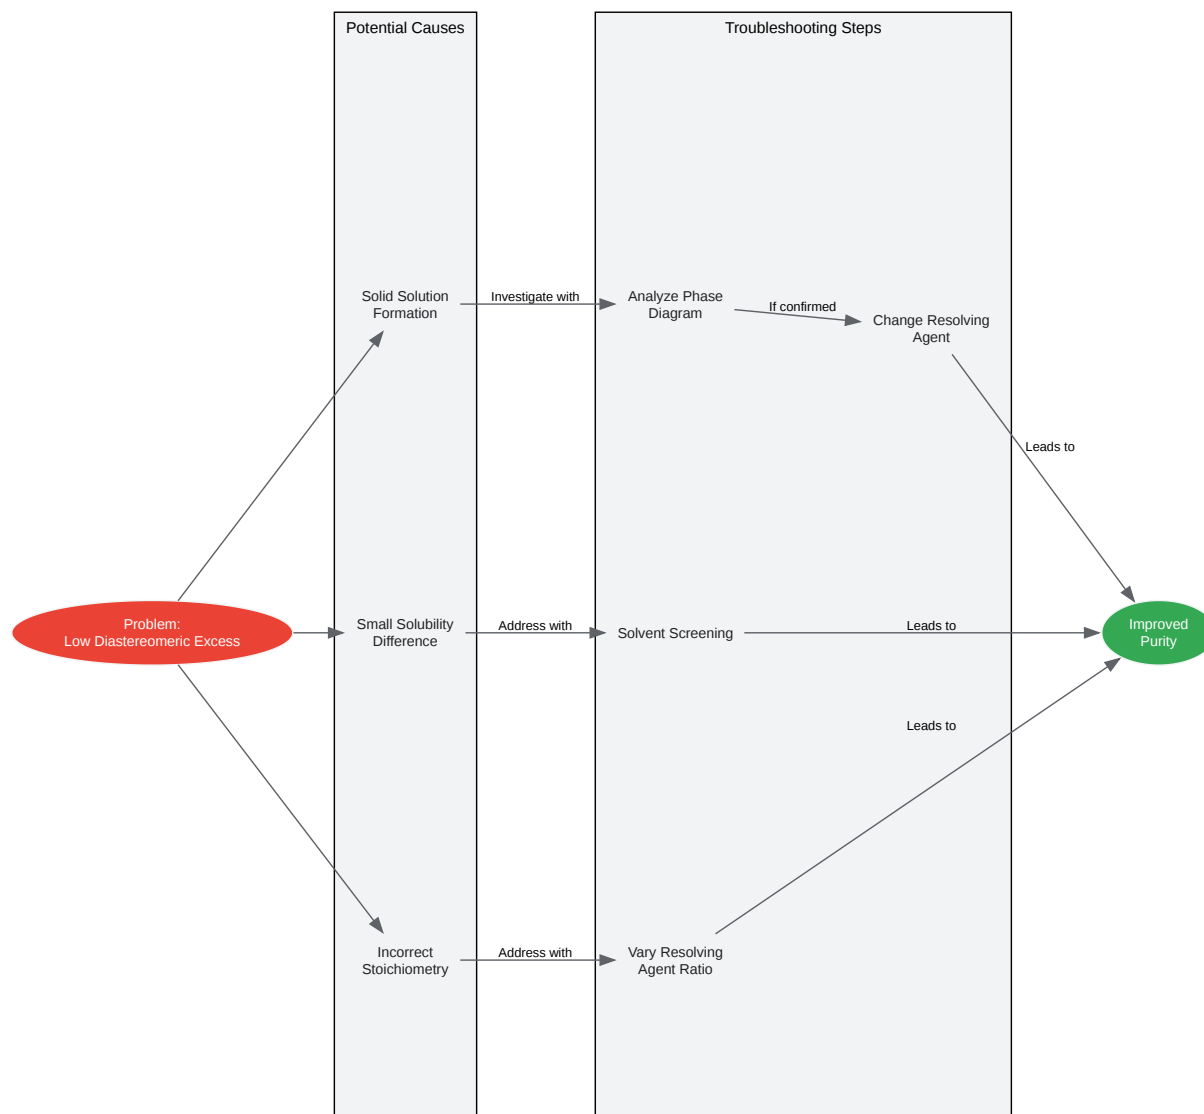 Potential Causes
Troubleshooting Steps
Solid Solution
Formation
Investigate with
Analyze Phase
Diagram
If confirmed
Change Resolving
Agent
Leads to
Problem:
Low Diastereomeric Excess
Small Solubility
Difference
Address with
Solvent Screening
Leads to
Improved
Purity
Leads to
Incorrect
Stoichiometry
Address with
Vary Resolving
Agent Ratio